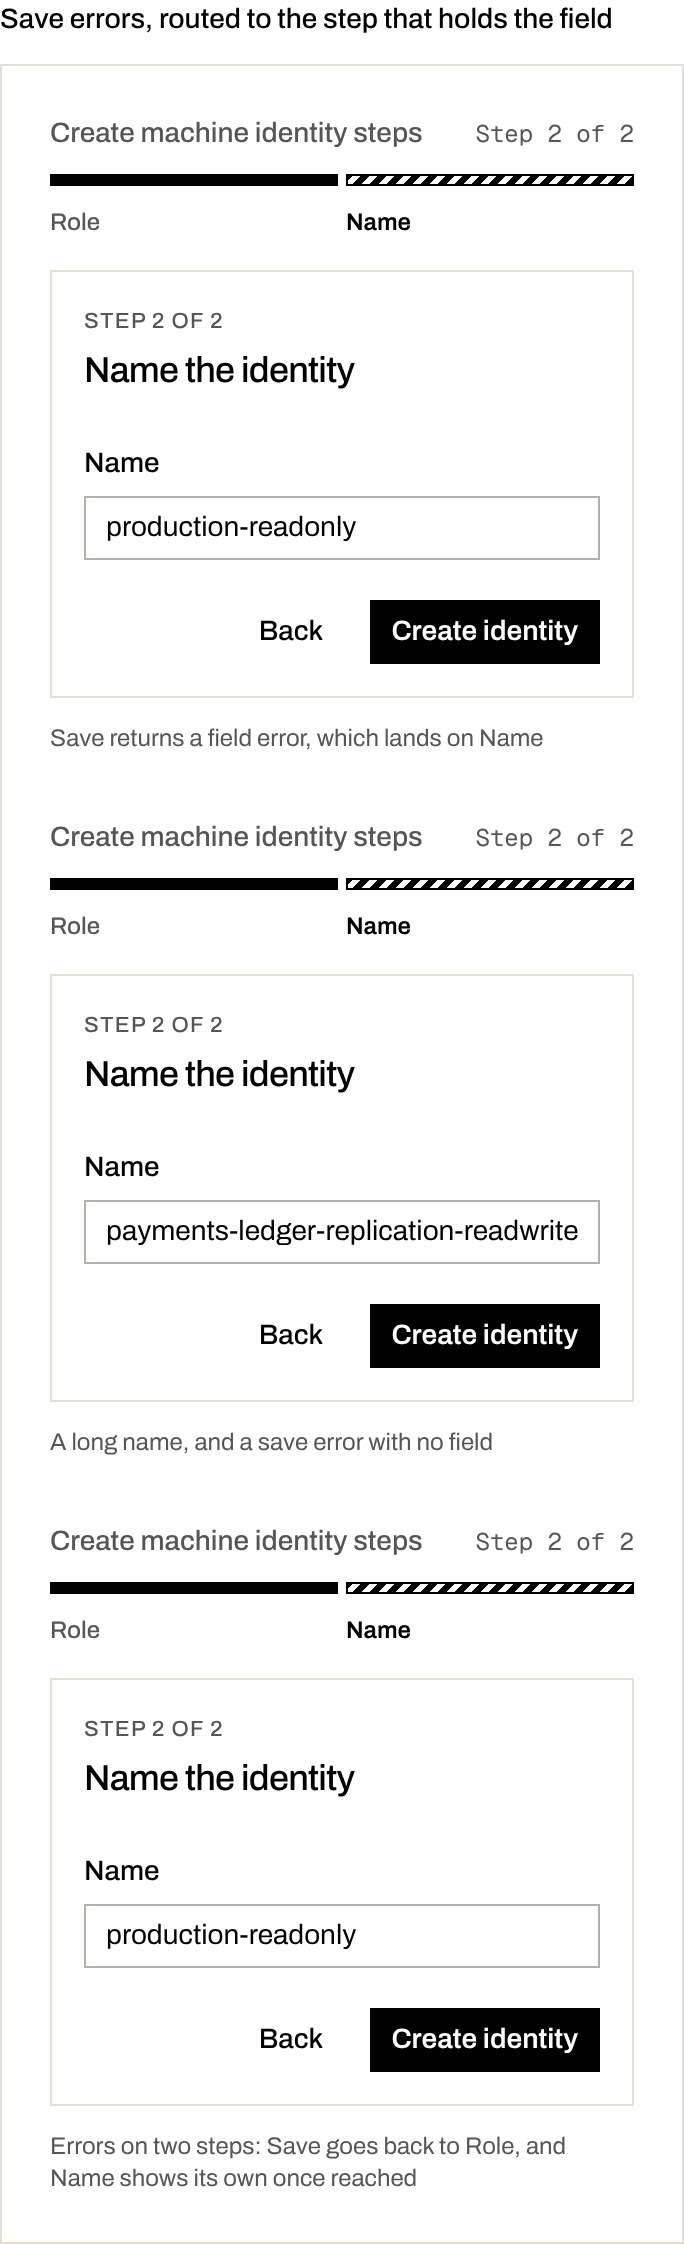 Save errors, routed to the step that holds the field
Create machine identity steps
Step 2 of 2
Role
Name
STEP 2 OF 2
Name the identity
Name
production-readonly
Back
Create identity
Save returns a field error, which lands on Name
Create machine identity steps
Step 2 of 2
Role
Name
STEP 2 OF 2
Name the identity
Name
payments-ledger-replication-readwrite
Back
Create identity
A long name, and a save error with no field
Create machine identity steps
Step 2 of 2
Role
Name
STEP 2 OF 2
Name the identity
Name
production-readonly
Back
Create identity
Errors on two steps: Save goes back to Role, and
Name shows its own once reached